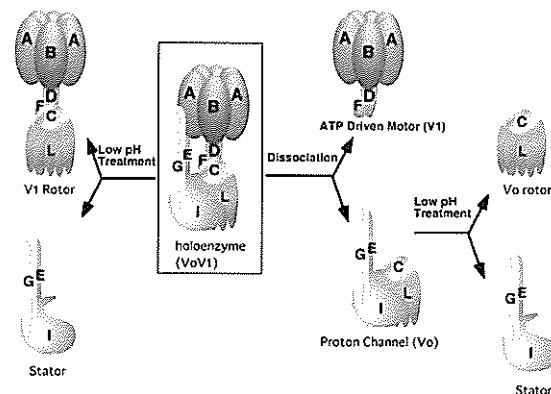 A B A
D
F
C
L
V1 Rotor
Low pH
Treatment
G E
I
Stator
A B A
D
F
C
G E
L
I
holoenzyme
(VoV1)
Dissociation
A B A
D
F
ATP Driven Motor (V1)
G E
C
L
I
Proton Channel (Vo)
Low pH
Treatment
C
L
Vo rotor
G E
I
Stator